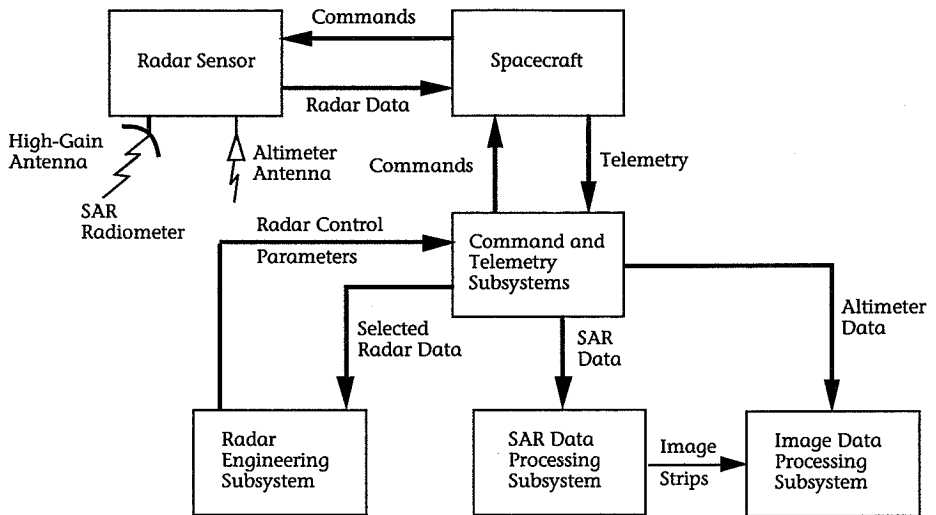 Commands
Radar Sensor
Spacecraft
Radar Data
High-Gain
Antenna
Altimeter
Antenna
Commands
Telemetry
SAR
Radiometer
Radar Control
Parameters
Command and
Telemetry
Subsystems
Altimeter
Data
Selected
Radar Data
SAR
Data
Radar
Engineering
Subsystem
SAR Data
Processing
Subsystem
Image
Strips
Image Data
Processing
Subsystem